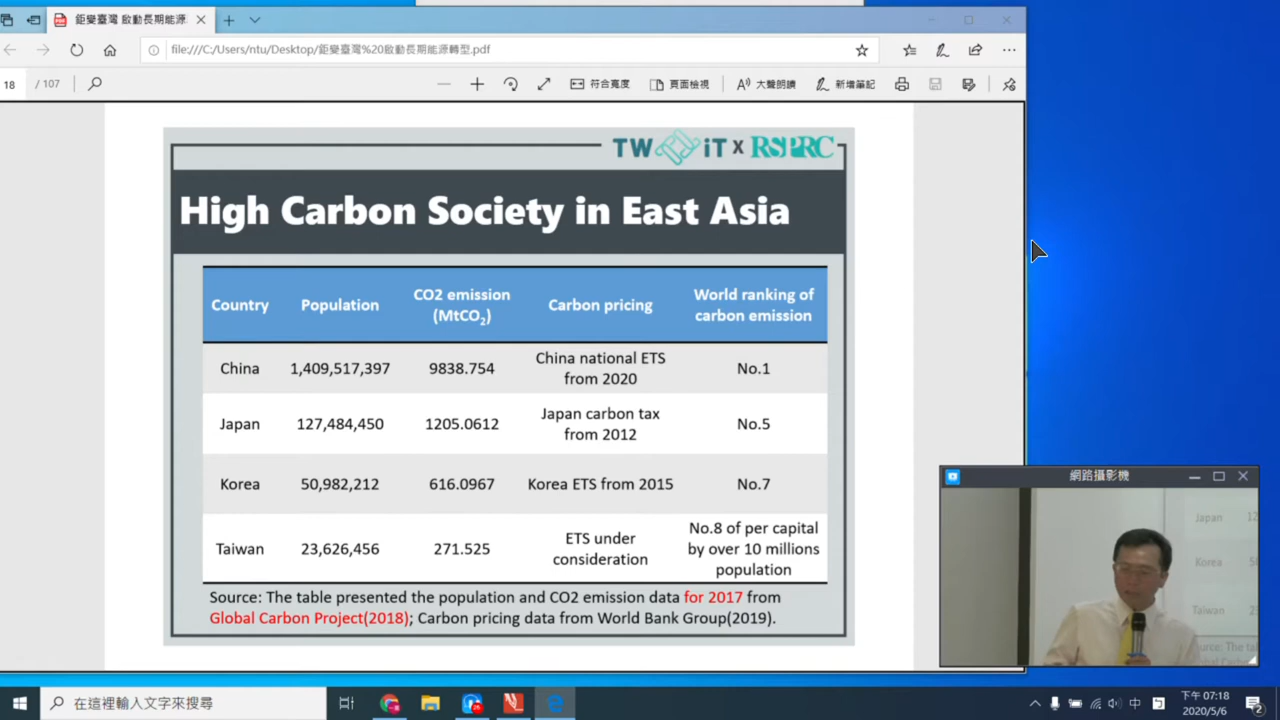 鉅變臺灣 啟動長期能源
file:///C:/Users/ntu/Desktop/鉅變臺灣%20啟動長期能源轉型.pdf
18 / 107
符合寬度 頁面檢視 大聲朗讀 新增筆記
TW iT x RSPRC
High Carbon Society in East Asia
Country Population CO2 emission (MtCO2) Carbon pricing World ranking of carbon emission
China 1,409,517,397 9838.754 China national ETS from 2020 No.1
Japan 127,484,450 1205.0612 Japan carbon tax from 2012 No.5
Korea 50,982,212 616.0967 Korea ETS from 2015 No.7
Taiwan 23,626,456 271.525 ETS under consideration No.8 of per capital by over 10 millions population
Source: The table presented the population and CO2 emission data for 2017 from
Global Carbon Project(2018); Carbon pricing data from World Bank Group(2019).
網路攝影機
Japan 12
Korea
Taiwan
在這裡輸入文字來搜尋
中
下午 07:18
2020/5/6
2